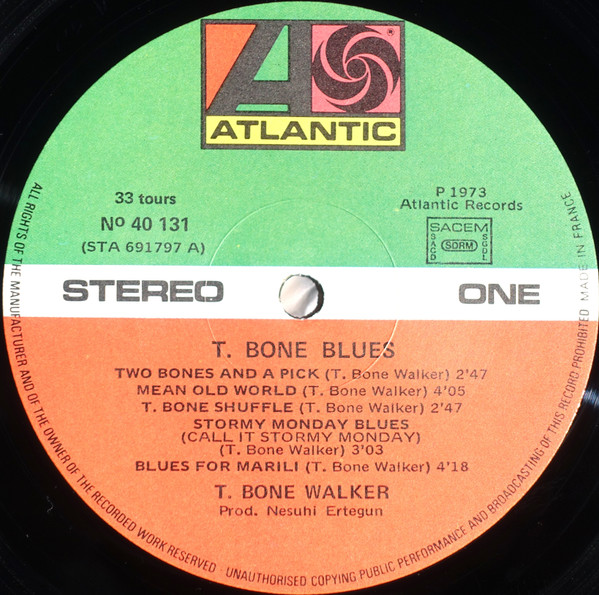 ATLANTIC
33 tours
Nº 40 131
(STA 691797 A)
P 1973
Atlantic Records
SACEM
SACD
SDRM
SGDL
STEREO
ONE
T. BONE BLUES
TWO BONES AND A PICK (T. Bone Walker) 2'47
MEAN OLD WORLD (T. Bone Walker) 4'05
T. BONE SHUFFLE (T. Bone Walker) 2'47
STORMY MONDAY BLUES
(CALL IT STORMY MONDAY)
(T. Bone Walker) 3'03
BLUES FOR MARILI (T. Bone Walker) 4'18
T. BONE WALKER
Prod. Nesuhi Ertegun
ALL RIGHTS OF THE MANUFACTURER AND OF THE OWNER OF THE RECORDED WORK RESERVED - UNAUTHORISED COPYING PUBLIC PERFORMANCE AND BROADCASTING OF THIS RECORD PROHIBITED MADE IN FRANCE